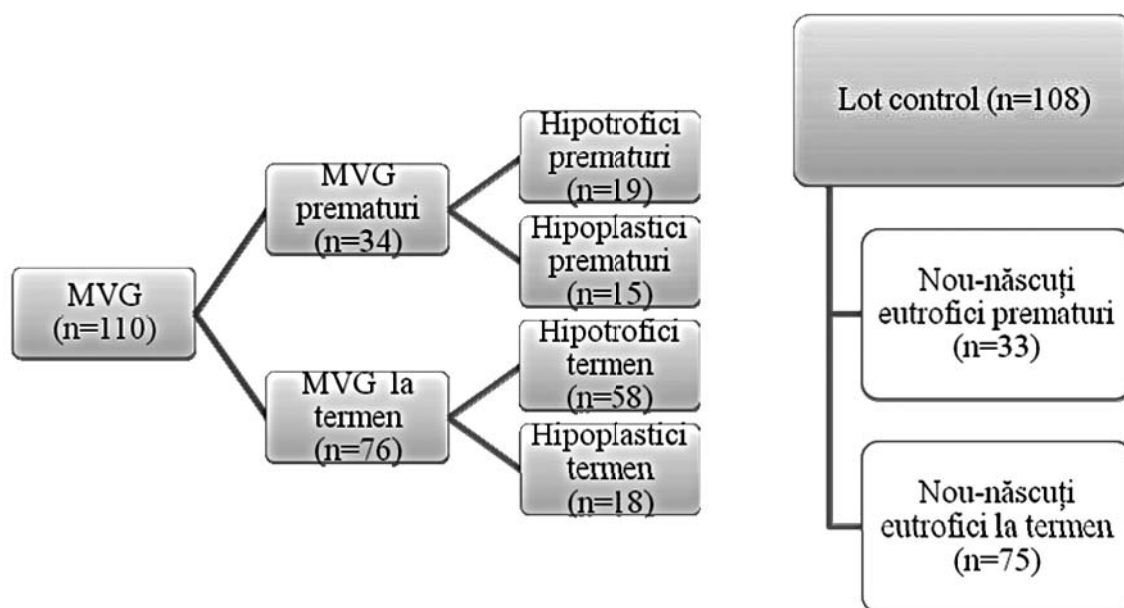 MVG
(n=110)
MVG
prematuri
(n=34)
MVG la
termen
(n=76)
Hipotrofici
prematuri
(n=19)
Hipoplastici
prematuri
(n=15)
Hipotrofici
termen
(n=58)
Hipoplastici
termen
(n=18)
Lot control (n=108)
Nou-născuți
eutrofici prematuri
(n=33)
Nou-născuți
eutrofici la termen
(n=75)